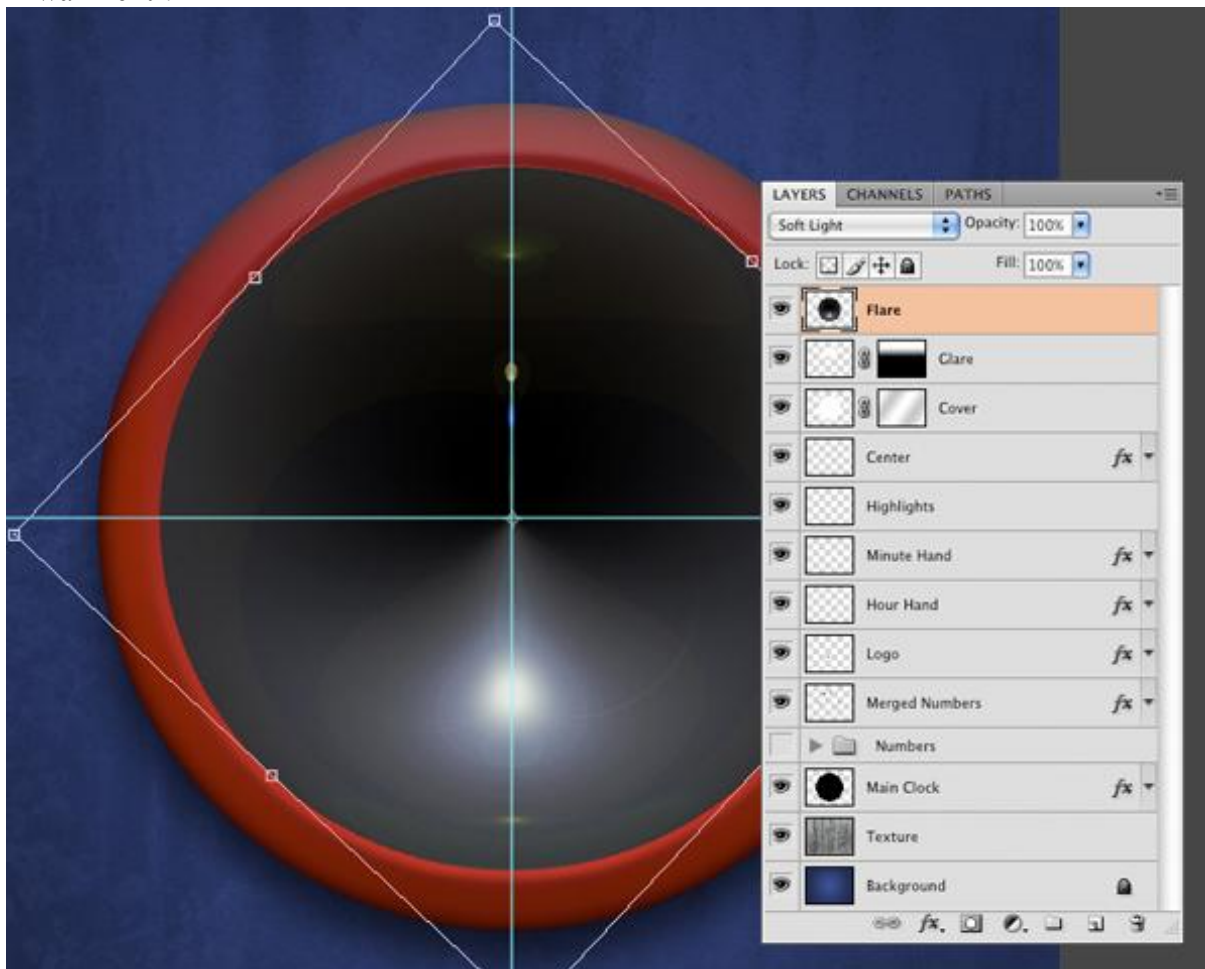 LAYERS CHANNELS PATHS
Soft Light Opacity: 100%
Lock: Fill: 100%
Flare
Glare
Cover
Center fx
Highlights
Minute Hand fx
Hour Hand fx
Logo fx
Merged Numbers fx
Numbers
Main Clock fx
Texture
Background
fx.